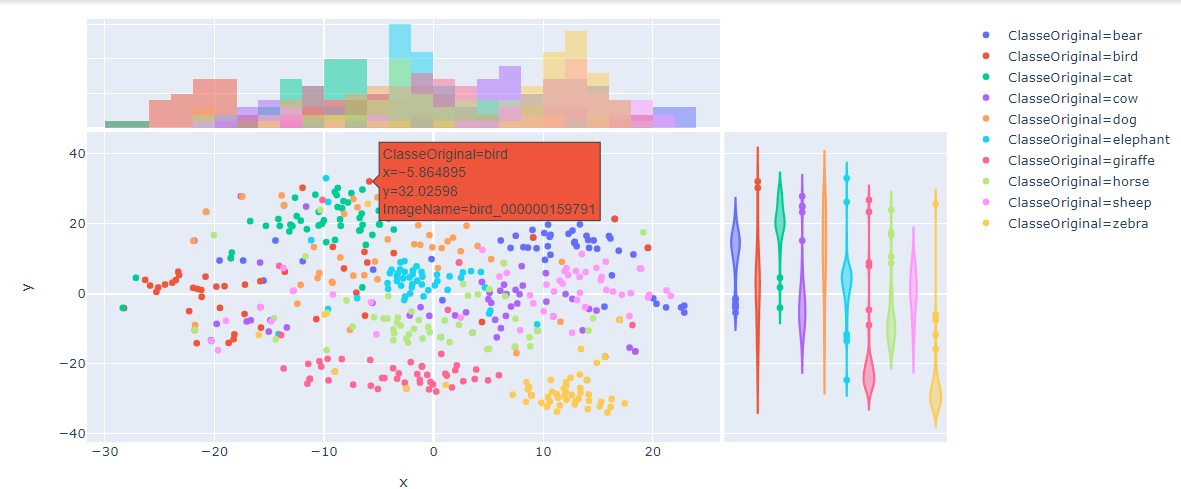 ClasseOriginal=bear
ClasseOriginal=bird
ClasseOriginal=cat
ClasseOriginal=cow
ClasseOriginal=dog
ClasseOriginal=elephant
ClasseOriginal=giraffe
ClasseOriginal=horse
ClasseOriginal=sheep
ClasseOriginal=zebra
ClasseOriginal=bird
x=−5.864895
y=32.02598
ImageName=bird_000000159791
40
20
0
−20
−40
y
−30 −20 −10 0 10 20
x